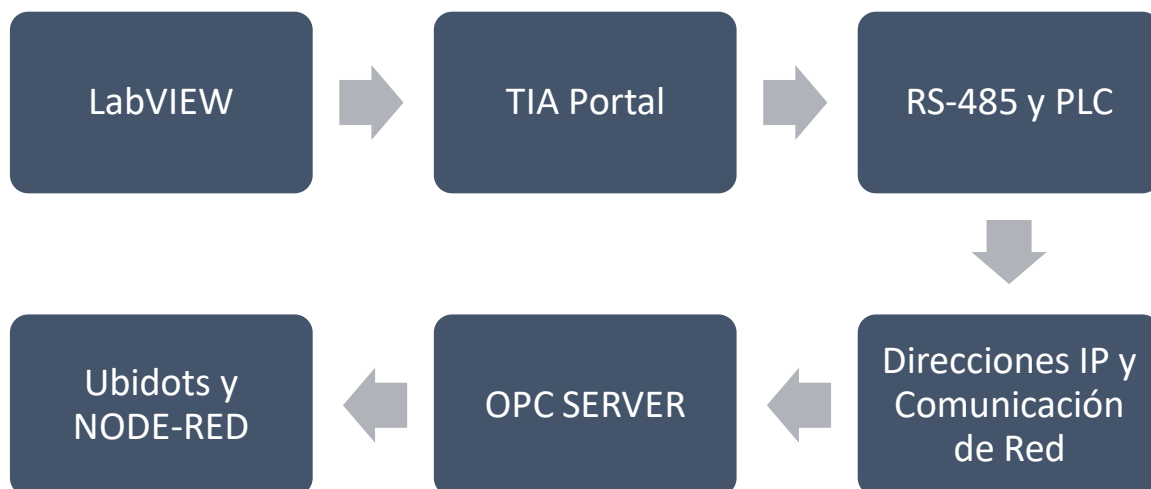 LabVIEW
TIA Portal
RS-485 y PLC
Direcciones IP y
Comunicación
de Red
OPC SERVER
Ubidots y
NODE-RED